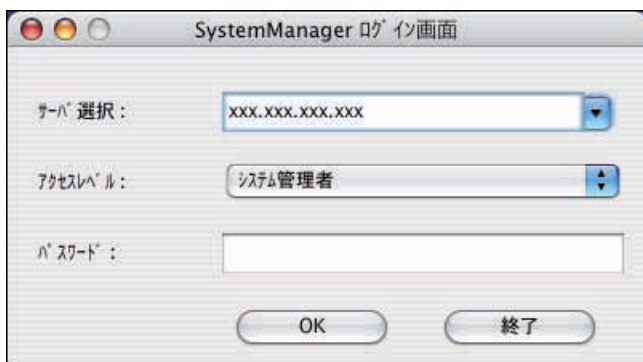 SystemManager ﾛｸﾞｲﾝ画面
ｻｰﾊﾞ選択：
xxx.xxx.xxx.xxx
ｱｸｾｽﾚﾍﾞﾙ：
ｼｽﾃﾑ管理者
ﾊﾟｽﾜｰﾄﾞ：
OK
終了